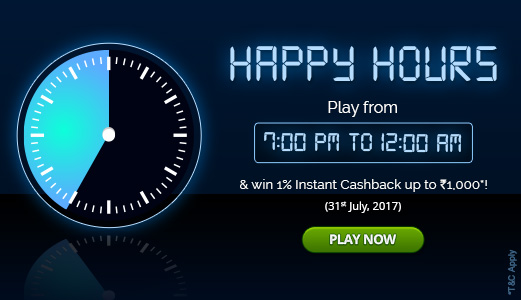 HAPPY HOURS
Play from
7:00 PM TO 12:00 AM
& win 1% Instant Cashback up to ₹1,000*!
(31st July, 2017)
PLAY NOW
*T&C Apply